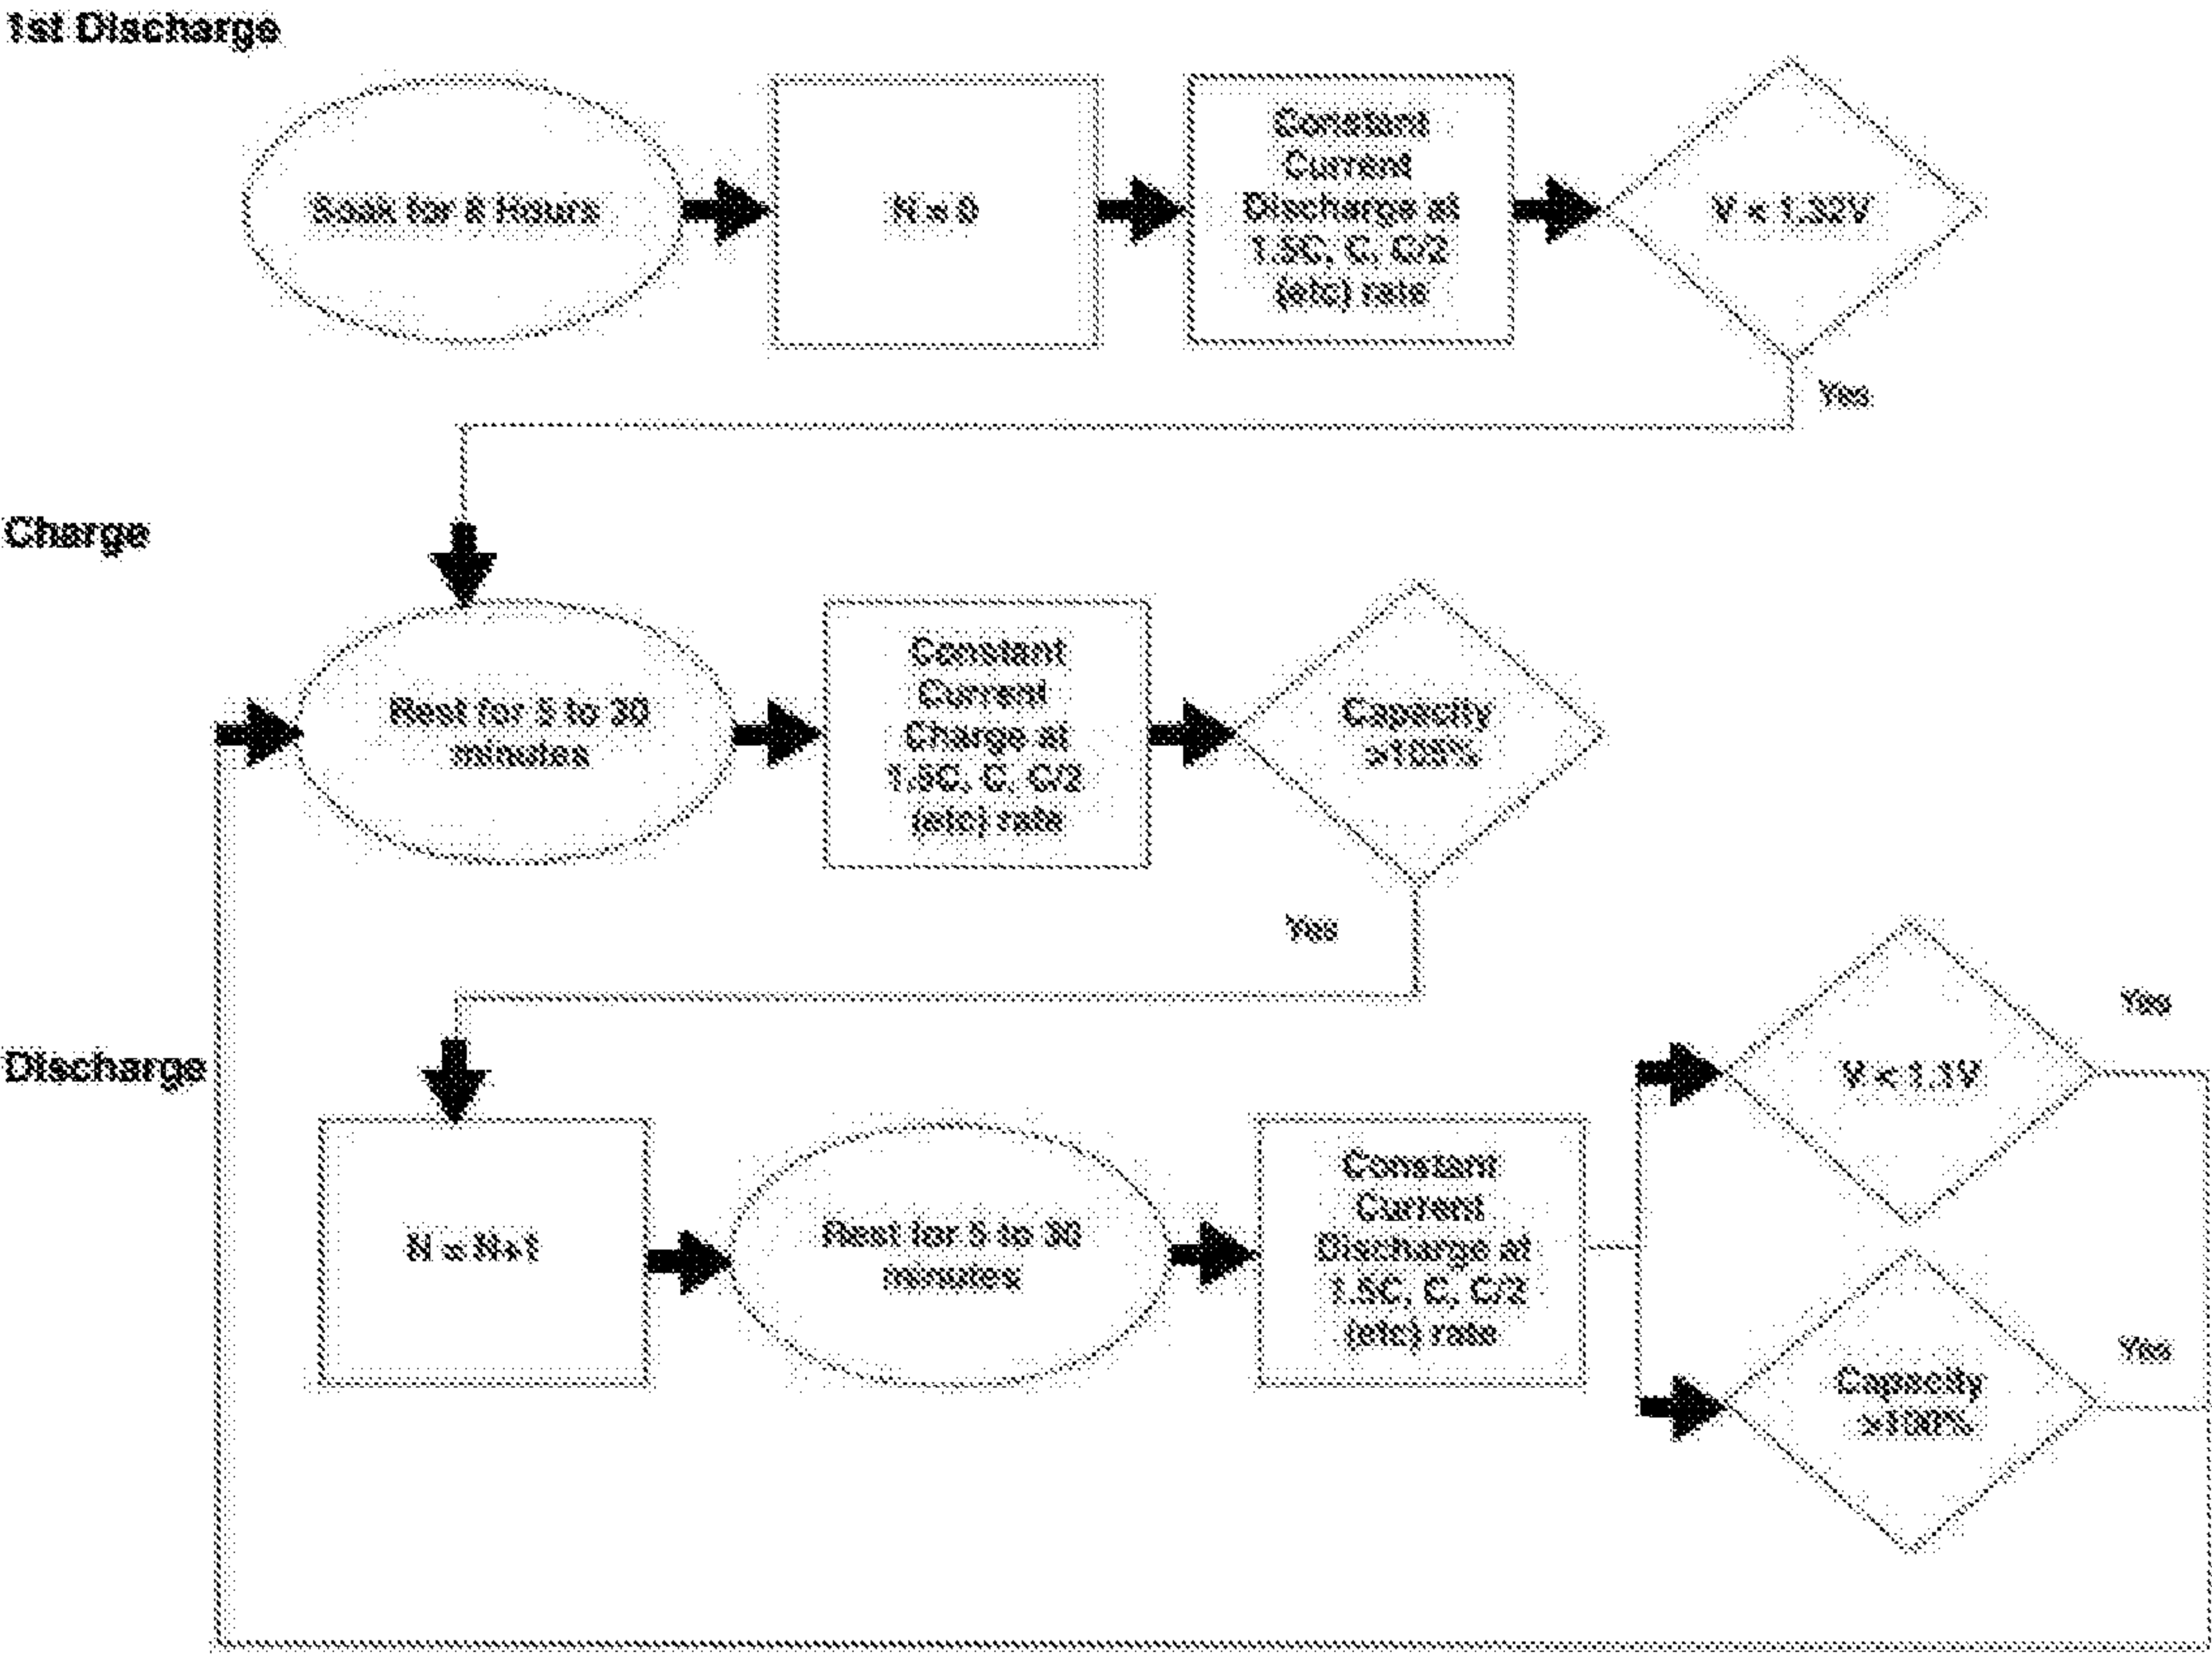 1st Discharge
Soak for 8 Hours
N = 0
Constant
Current
Discharge at
1.5C, C, C/2
(etc) rate
V < 1.32V
Yes
Charge
Rest for 5 to 30
minutes
Constant
Current
Charge at
1.5C, C, C/2
(etc) rate
Capacity
Yes
Discharge
N = N+1
Rest for 5 to 30
minutes
Constant
Current
Discharge at
1.5C, C, C/2
(etc) rate
V < 1.1V
Yes
Capacity
>100%
Yes